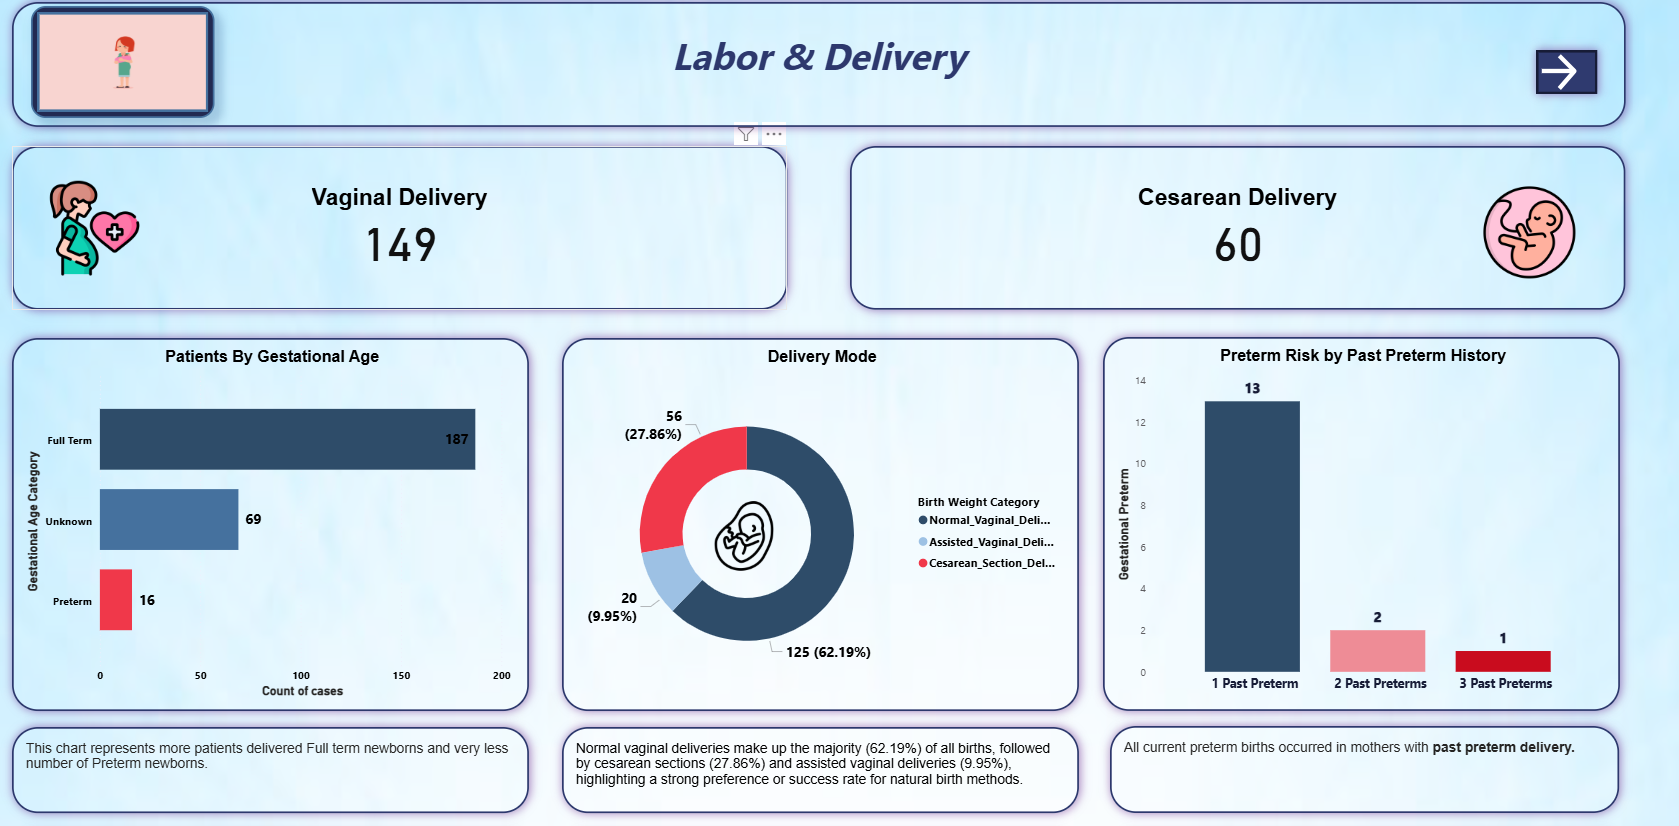 Labor & Delivery
Vaginal Delivery
149
Cesarean Delivery
60
Patients By Gestational Age
Gestational Age Category
Full Term
187
Unknown
69
Preterm
16
0 50 100 150 200
Count of cases
Delivery Mode
56
(27.86%)
20
(9.95%)
125 (62.19%)
Birth Weight Category
Normal_Vaginal_Deli...
Assisted_Vaginal_Deli...
Cesarean_Section_Del...
Preterm Risk by Past Preterm History
Gestational Preterm
14
12
10
8
6
4
2
0
13
2
1
1 Past Preterm
2 Past Preterms
3 Past Preterms
This chart represents more patients delivered Full term newborns and very less
number of Preterm newborns.
Normal vaginal deliveries make up the majority (62.19%) of all births, followed
by cesarean sections (27.86%) and assisted vaginal deliveries (9.95%),
highlighting a strong preference or success rate for natural birth methods.
All current preterm births occurred in mothers with past preterm delivery.